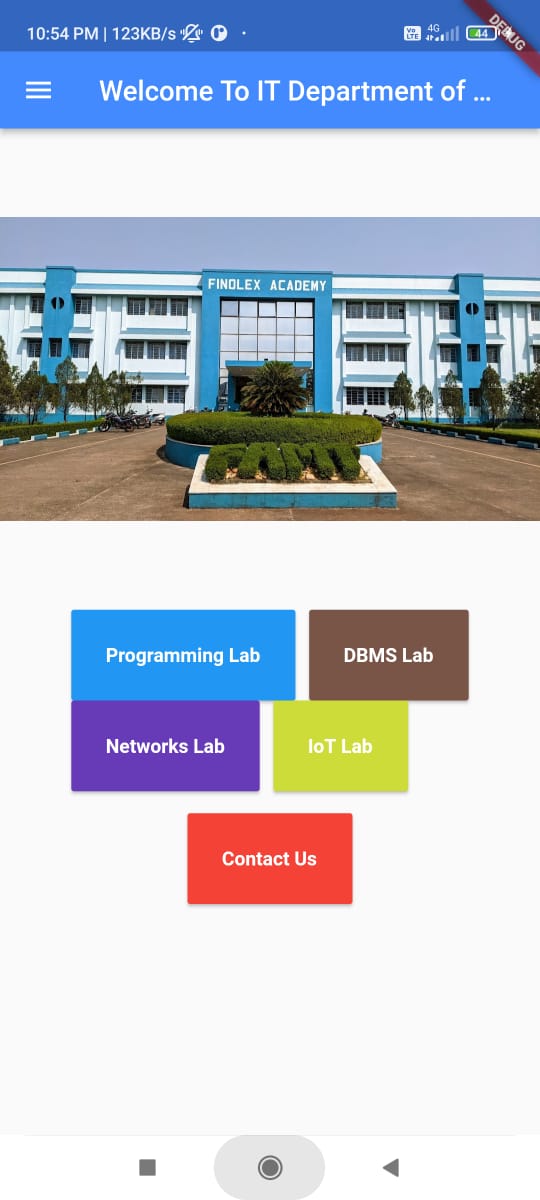 10:54 PM | 123KB/s
Vo LTE 4G 44
DEBUG
Welcome To IT Department of ...
FINOLEX ACADEMY
FAMT
Programming Lab
DBMS Lab
Networks Lab
IoT Lab
Contact Us